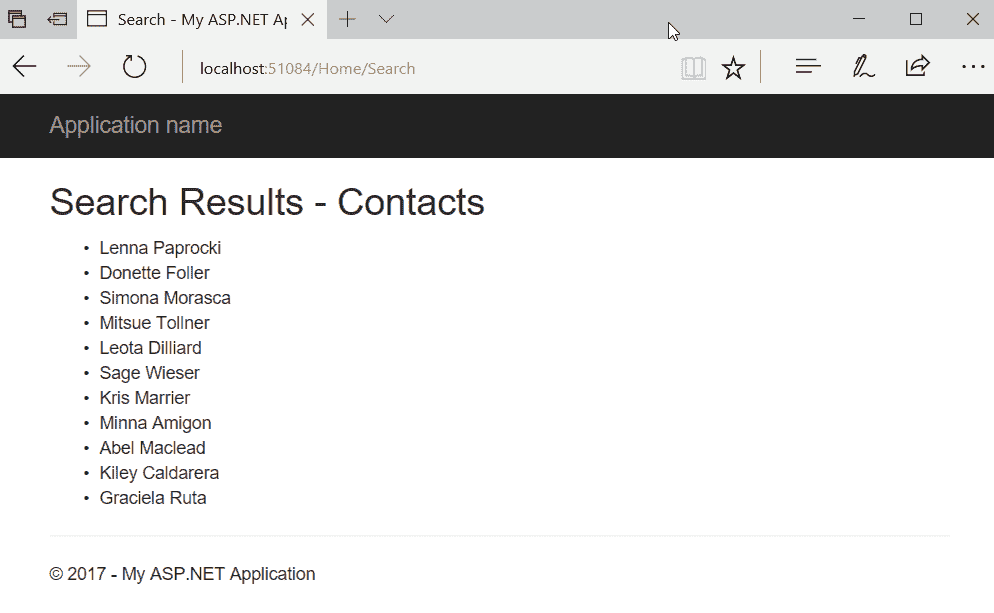 Search - My ASP.NET Ap
localhost:51084/Home/Search
Application name
Search Results - Contacts
• Lenna Paprocki
• Donette Foller
• Simona Morasca
• Mitsue Tollner
• Leota Dilliard
• Sage Wieser
• Kris Marrier
• Minna Amigon
• Abel Maclead
• Kiley Caldarera
• Graciela Ruta
© 2017 - My ASP.NET Application